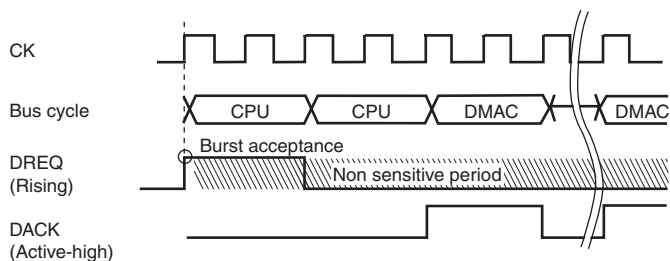 CK
Bus cycle
CPU CPU DMAC DMAC
Burst acceptance
DREQ
(Rising)
Non sensitive period
DACK
(Active-high)